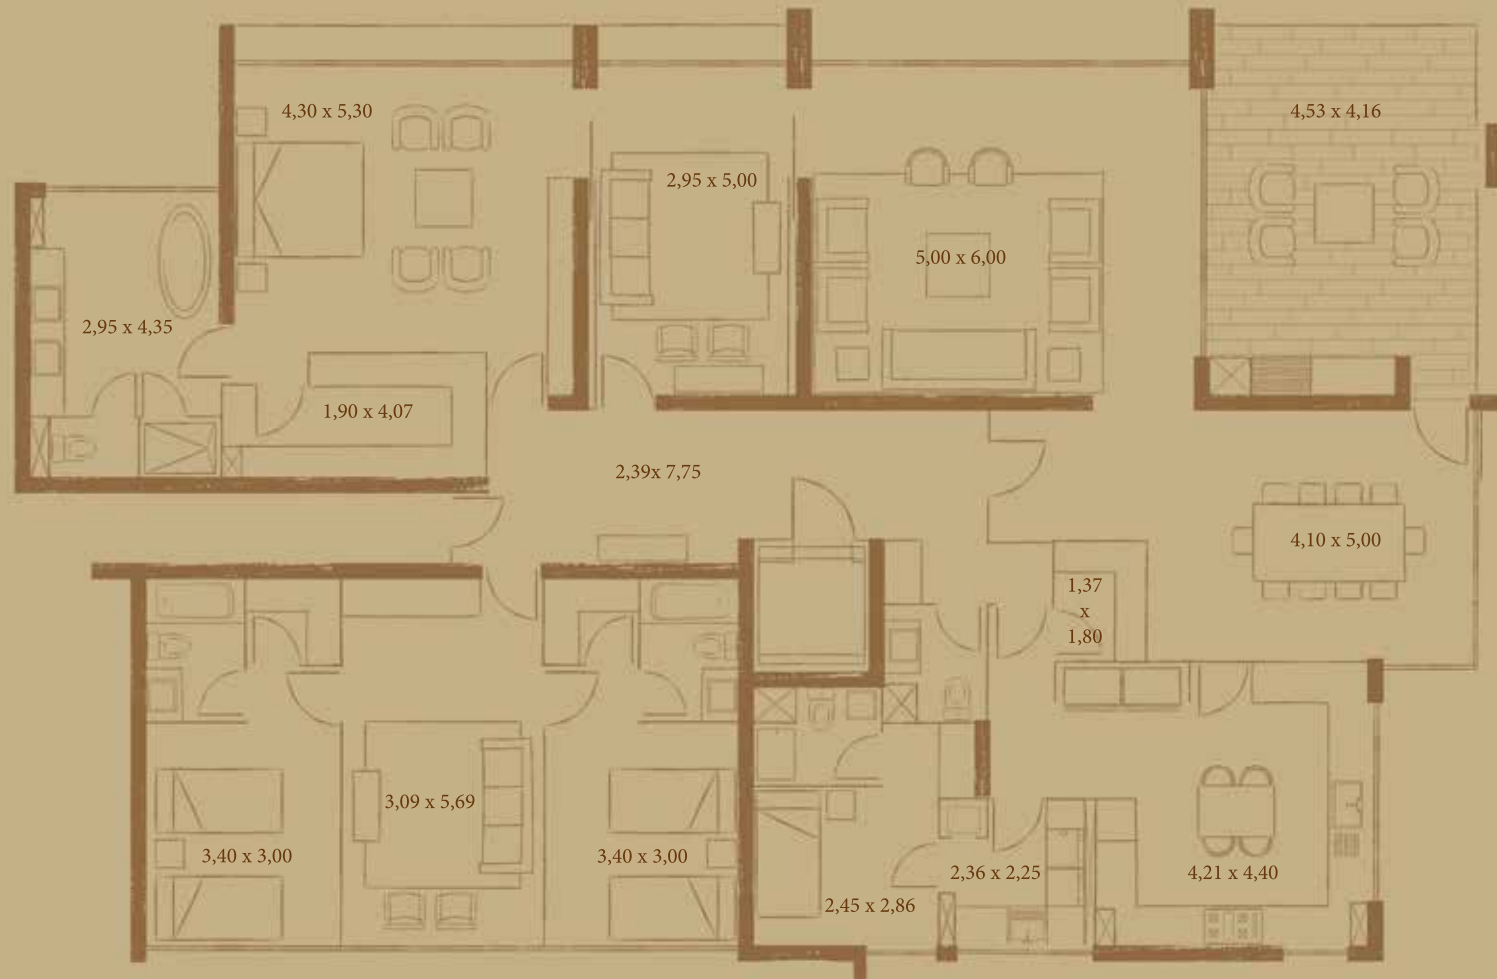 4,30 x 5,30
4,53 x 4,16
2,95 x 5,00
5,00 x 6,00
2,95 x 4,35
1,90 x 4,07
2,39x 7,75
4,10 x 5,00
1,37
x
1,80
3,09 x 5,69
3,40 x 3,00
3,40 x 3,00
2,36 x 2,25
4,21 x 4,40
2,45 x 2,86